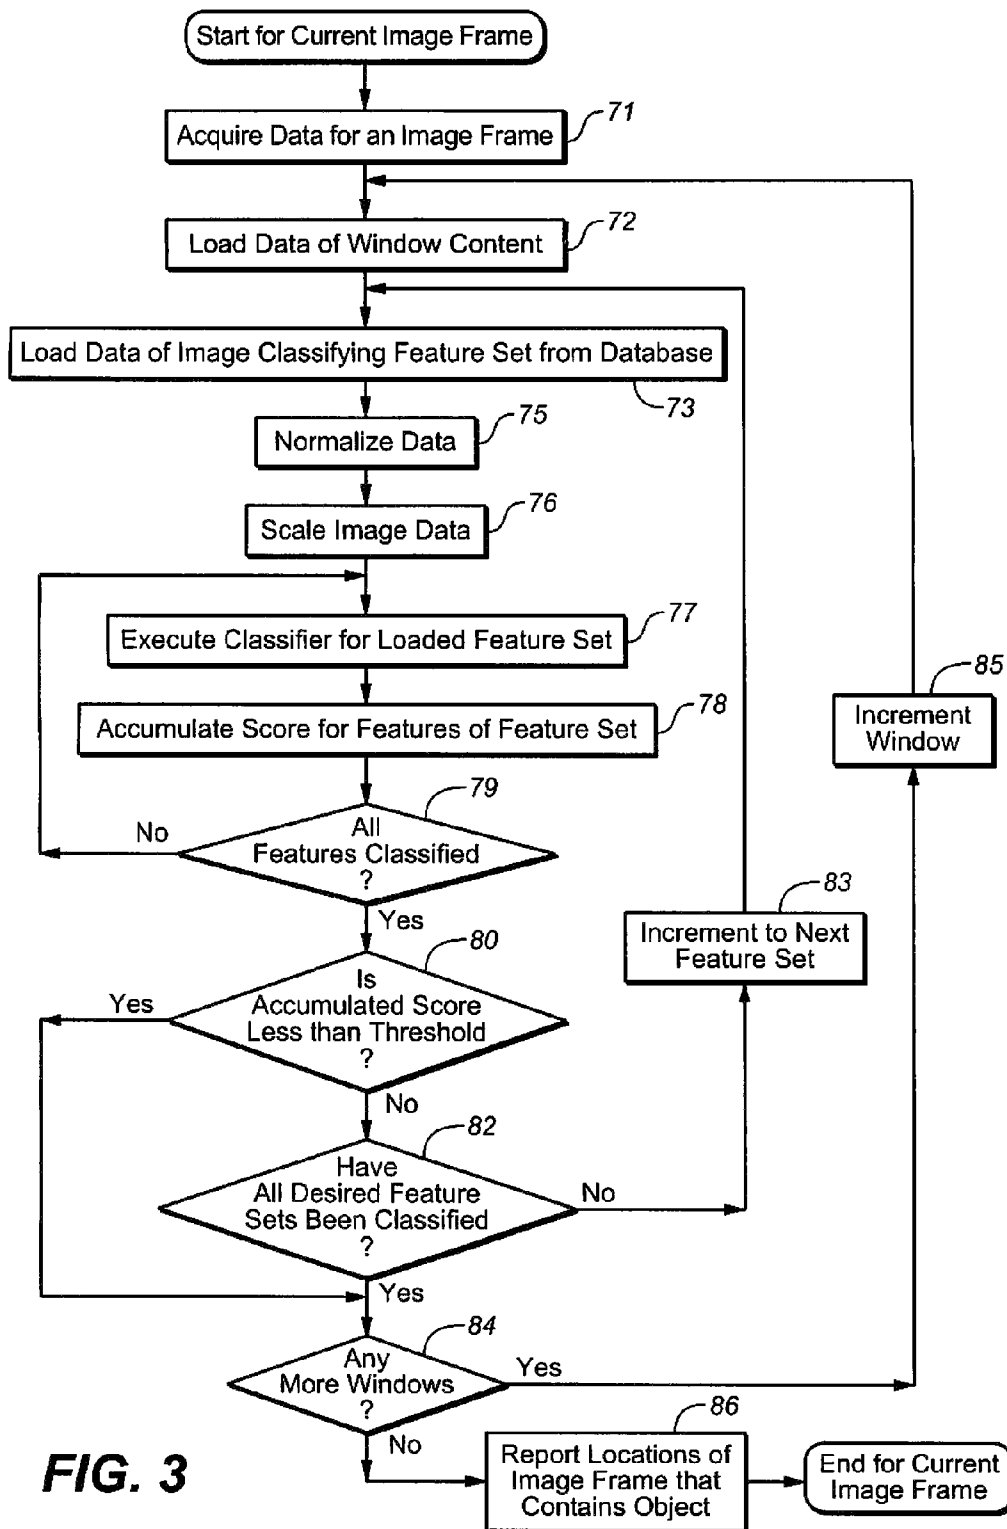 Start for Current Image Frame
71
Acquire Data for an Image Frame
72
Load Data of Window Content
Load Data of Image Classifying Feature Set from Database
73
75
Normalize Data
76
Scale Image Data
77
Execute Classifier for Loaded Feature Set
78
Accumulate Score for Features of Feature Set
85
Increment
Window
79
All
Features Classified
?
No
Yes
83
Increment to Next
Feature Set
80
Is
Accumulated Score
Less than Threshold
?
Yes
No
82
Have
All Desired Feature
Sets Been Classified
?
No
Yes
84
Any
More Windows
?
Yes
No
86
Report Locations of
Image Frame that
Contains Object
End for Current
Image Frame
FIG. 3